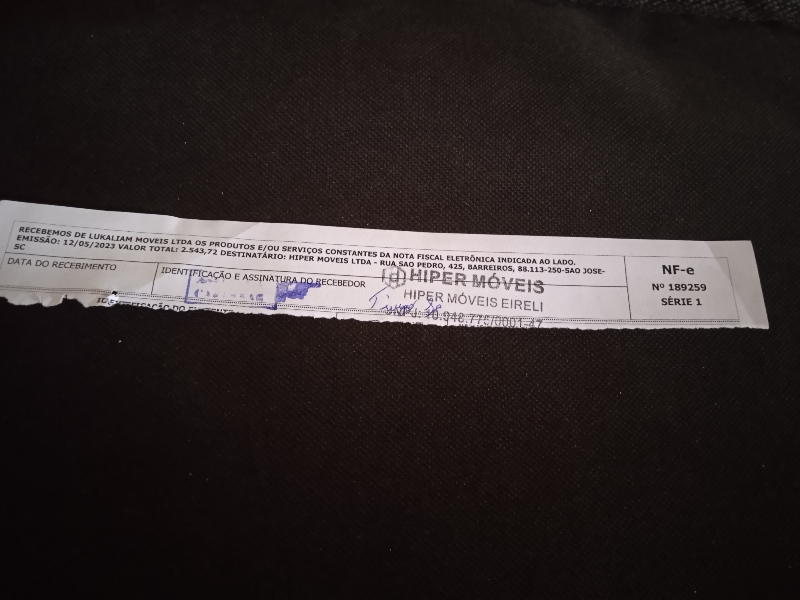 RECEBEMOS DE LUKALIAM MOVEIS LTDA OS PRODUTOS E/OU SERVIÇOS CONSTANTES DA NOTA FISCAL ELETRÔNICA INDICADA AO LADO.
EMISSÃO: 12/05/2023 VALOR TOTAL: 2.543,72 DESTINATÁRIO: HIPER MOVEIS LTDA - RUA SAO PEDRO, 425, BARREIROS, 88.113-250-SAO JOSE-
SC
DATA DO RECEBIMENTO
IDENTIFICAÇÃO E ASSINATURA DO RECEBEDOR
HIPER MÓVEIS
HIPER MÓVEIS EIRELI
NF-e
Nº 189259
SÉRIE 1